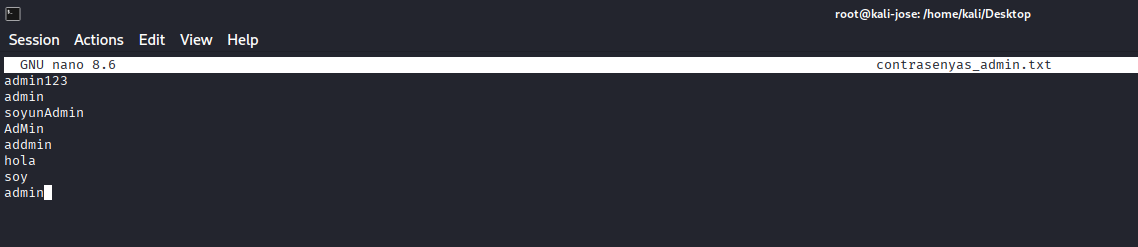 root@kali-jose: /home/kali/Desktop
Session Actions Edit View Help
GNU nano 8.6 contrasenyas_admin.txt
admin123
admin
soyunAdmin
AdMin
addmin
hola
soy
admin